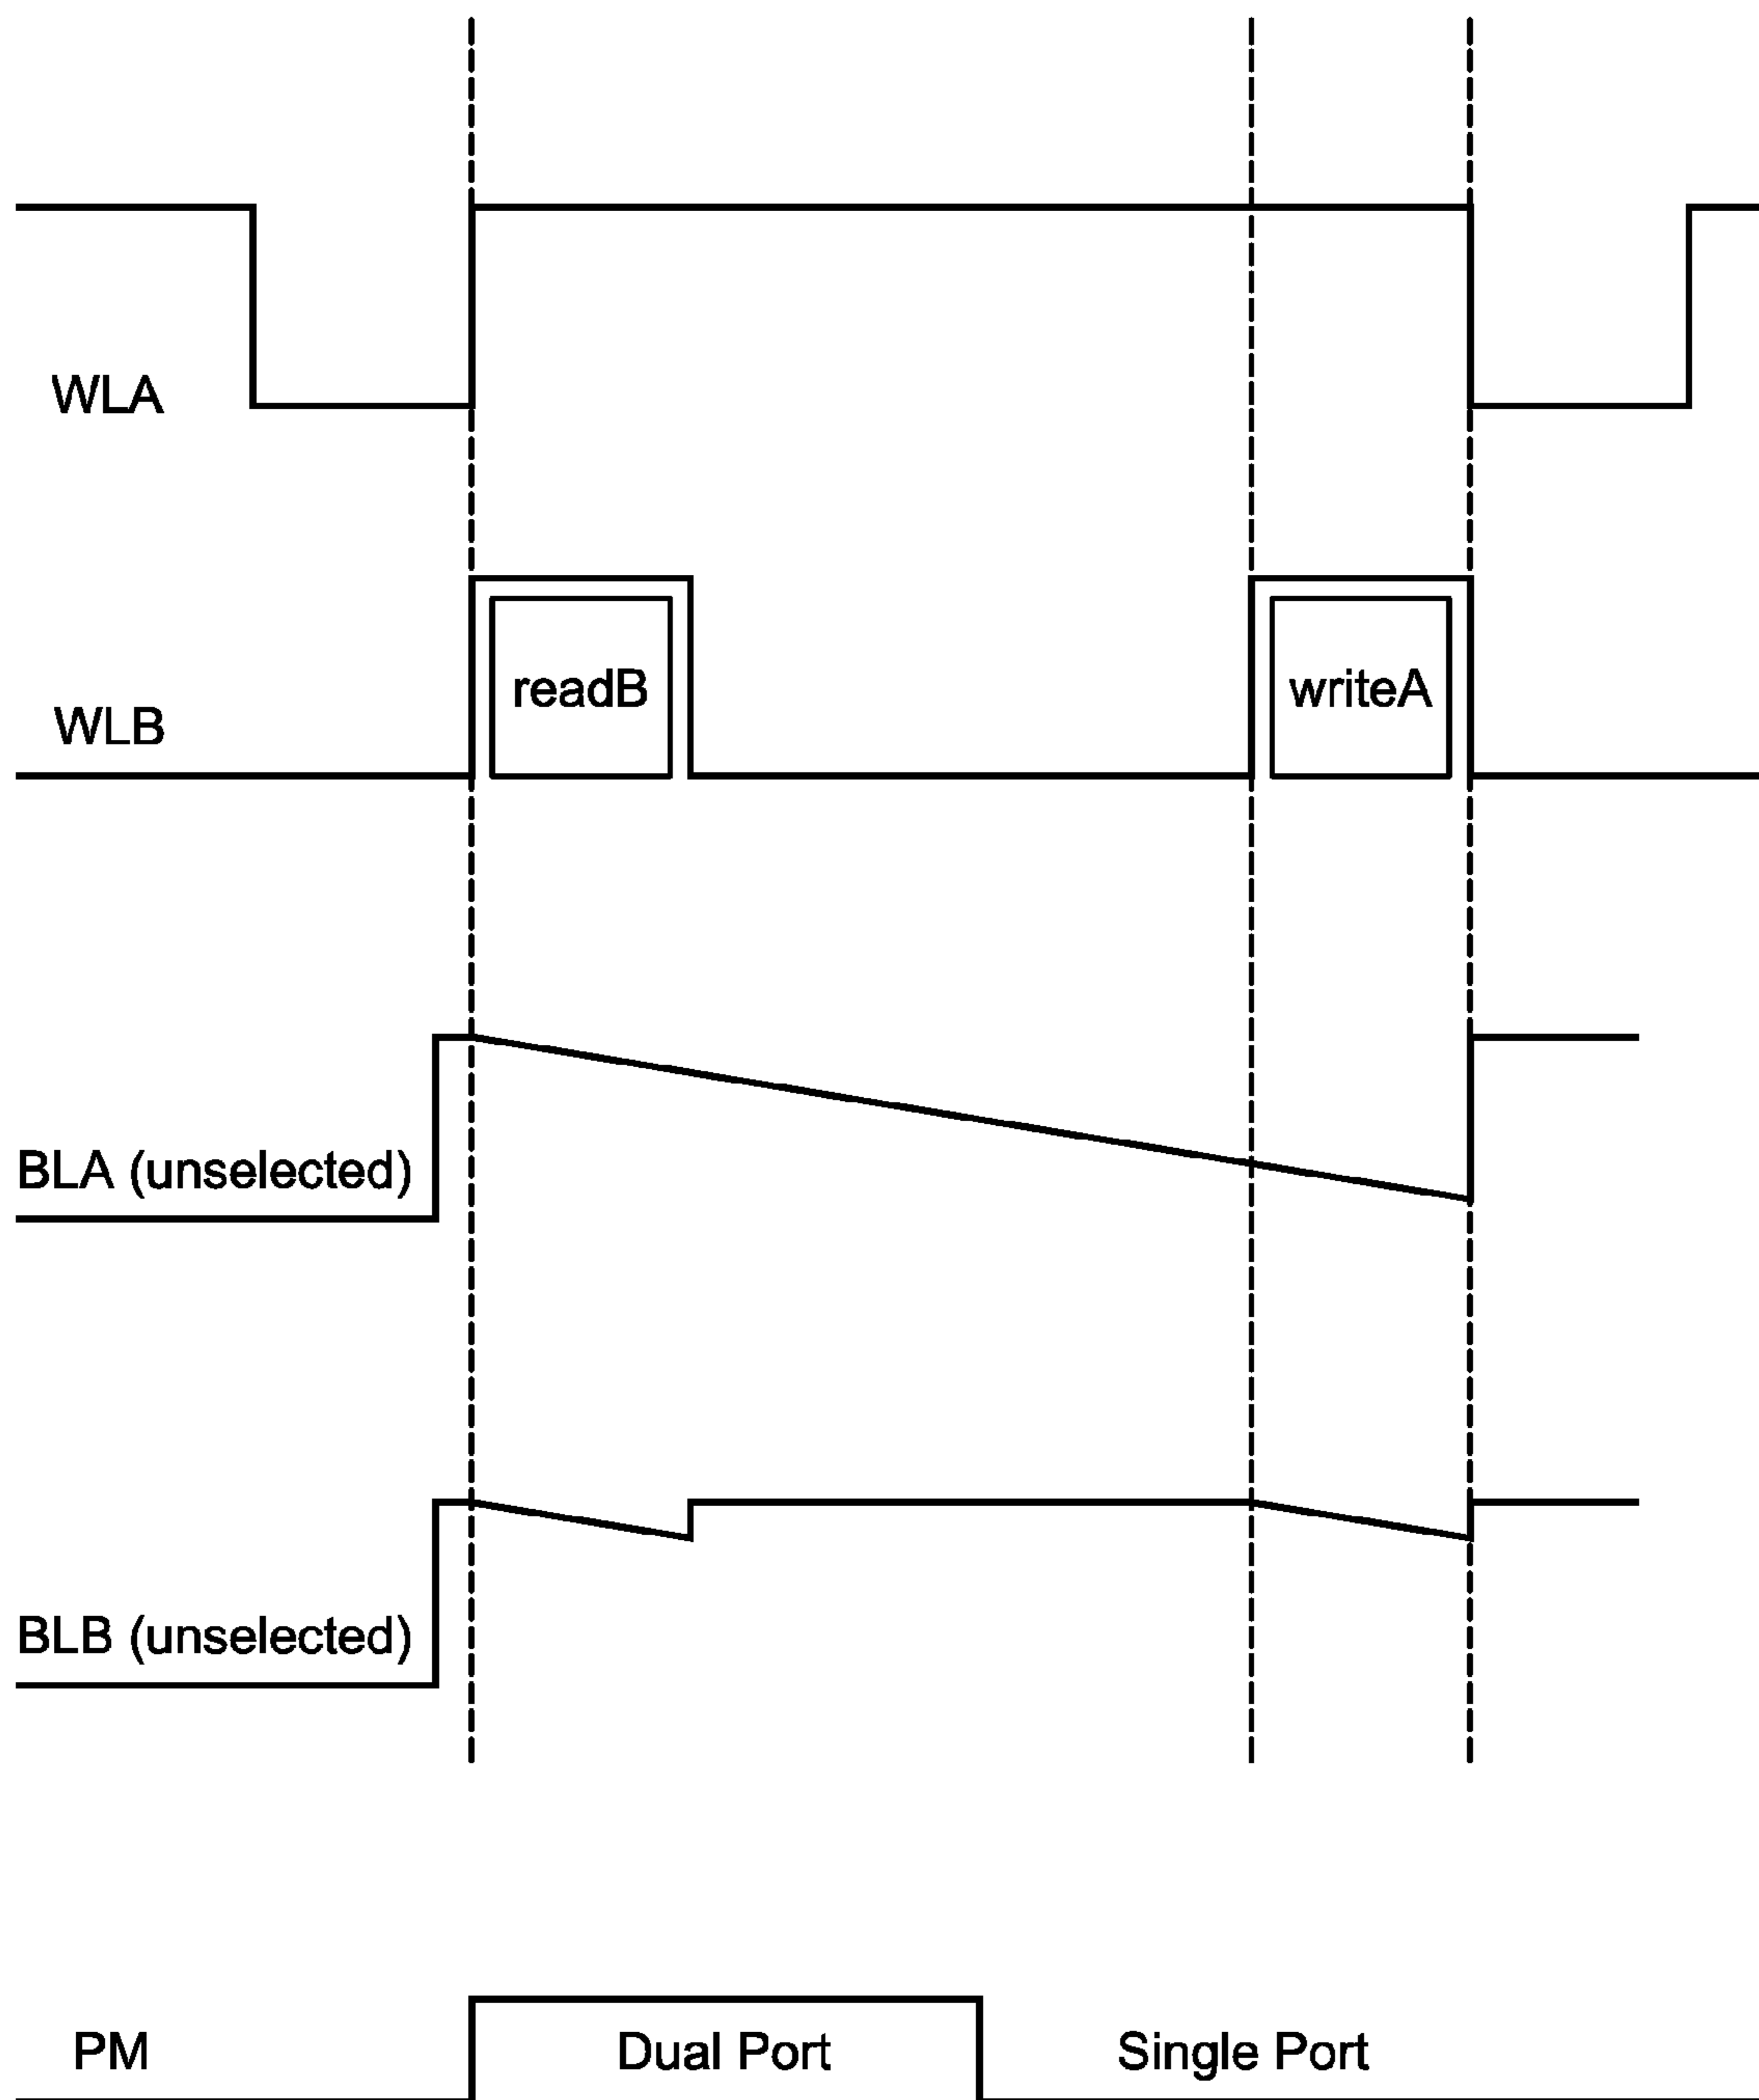 WLA
readB
writeA
WLB
BLA (unselected)
BLB (unselected)
PM
Dual Port
Single Port